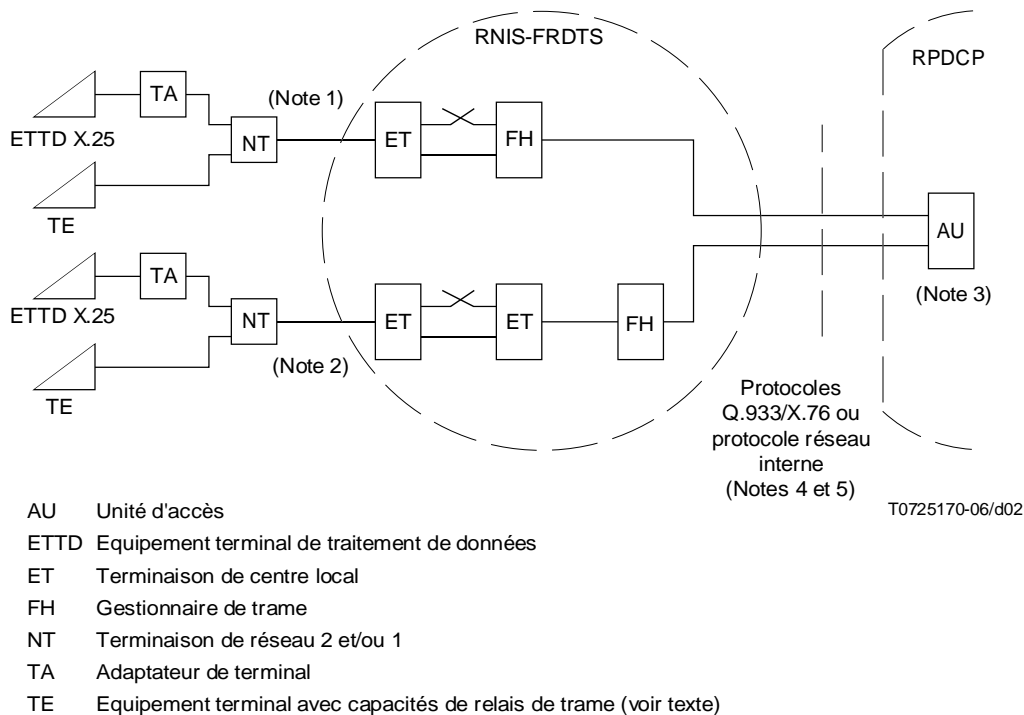 RNIS-FRDTS
RPDCP
TA
(Note 1)
ETTD X.25
NT
ET
FH
TE
AU
TA
(Note 3)
ETTD X.25
NT
ET
ET
FH
(Note 2)
TE
Protocoles
Q.933/X.76 ou
protocole réseau
interne
(Notes 4 et 5)
T0725170-06/d02
AU Unité d'accès
ETTD Equipement terminal de traitement de données
ET Terminaison de centre local
FH Gestionnaire de trame
NT Terminaison de réseau 2 et/ou 1
TA Adaptateur de terminal
TE Equipement terminal avec capacités de relais de trame (voir texte)